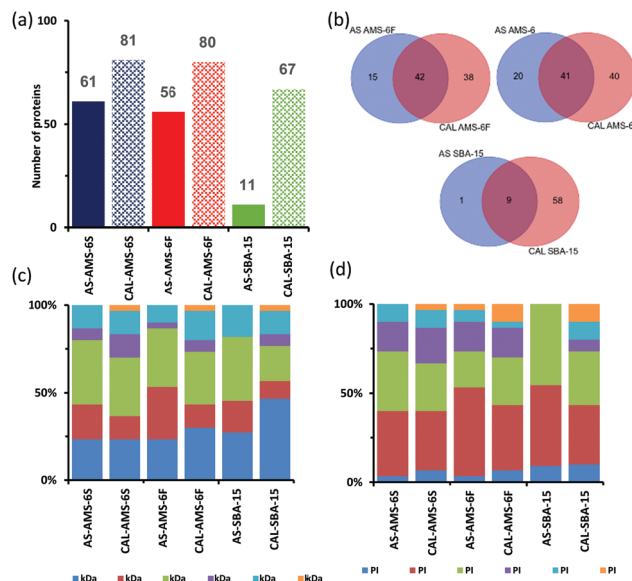 (a)
Number of proteins
100
50
0
61
81
56
80
11
67
AS-AMS-6S
CAL-AMS-6S
AS-AMS-6F
CAL-AMS-6F
AS-SBA-15
CAL-SBA-15
(b)
AS AMS-6F
15
42
38
CAL AMS-6F
AS AMS-6
20
41
40
CAL AMS-6
AS SBA-15
1
9
58
CAL SBA-15
(c)
100%
50%
0%
AS-AMS-6S
CAL-AMS-6S
AS-AMS-6F
CAL-AMS-6F
AS-SBA-15
CAL-SBA-15
kDa kDa kDa kDa kDa kDa
(d)
100%
50%
0%
AS-AMS-6S
CAL-AMS-6S
AS-AMS-6F
CAL-AMS-6F
AS-SBA-15
CAL-SBA-15
PI PI PI PI PI PI